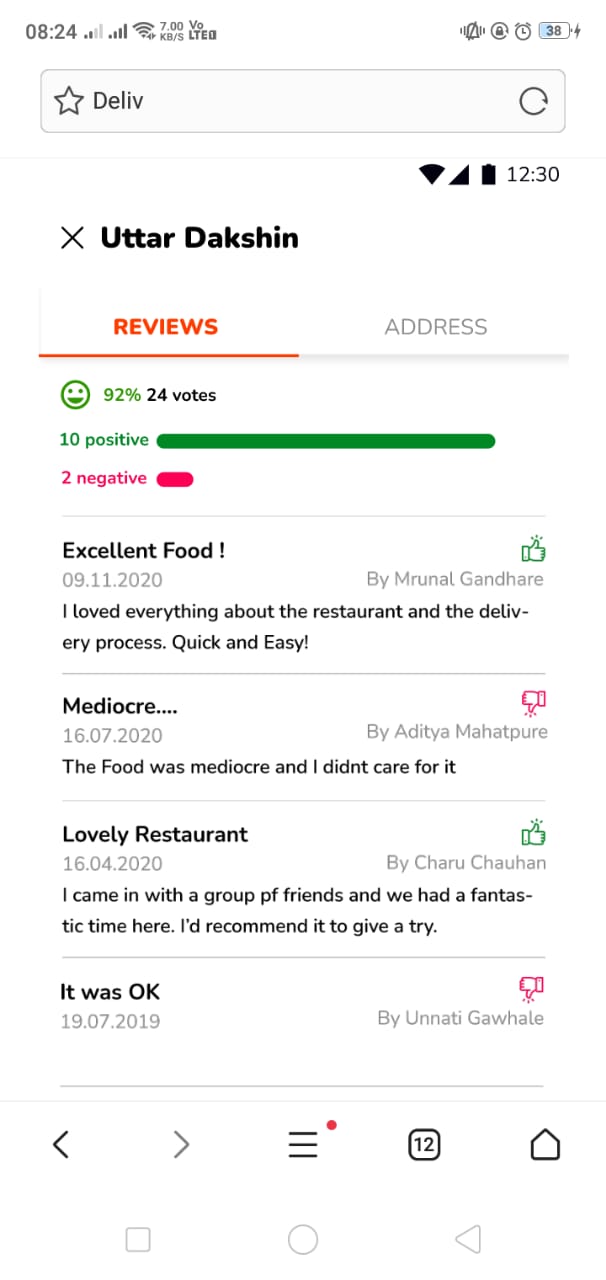 08:24 7.00 KB/S Vo LTE 38
Deliv
12:30
Uttar Dakshin
REVIEWS ADDRESS
92% 24 votes
10 positive
2 negative
Excellent Food !
09.11.2020 By Mrunal Gandhare
I loved everything about the restaurant and the deliv-
ery process. Quick and Easy!
Mediocre....
16.07.2020 By Aditya Mahatpure
The Food was mediocre and I didnt care for it
Lovely Restaurant
16.04.2020 By Charu Chauhan
I came in with a group pf friends and we had a fantas-
tic time here. I'd recommend it to give a try.
It was OK
19.07.2019 By Unnati Gawhale
12